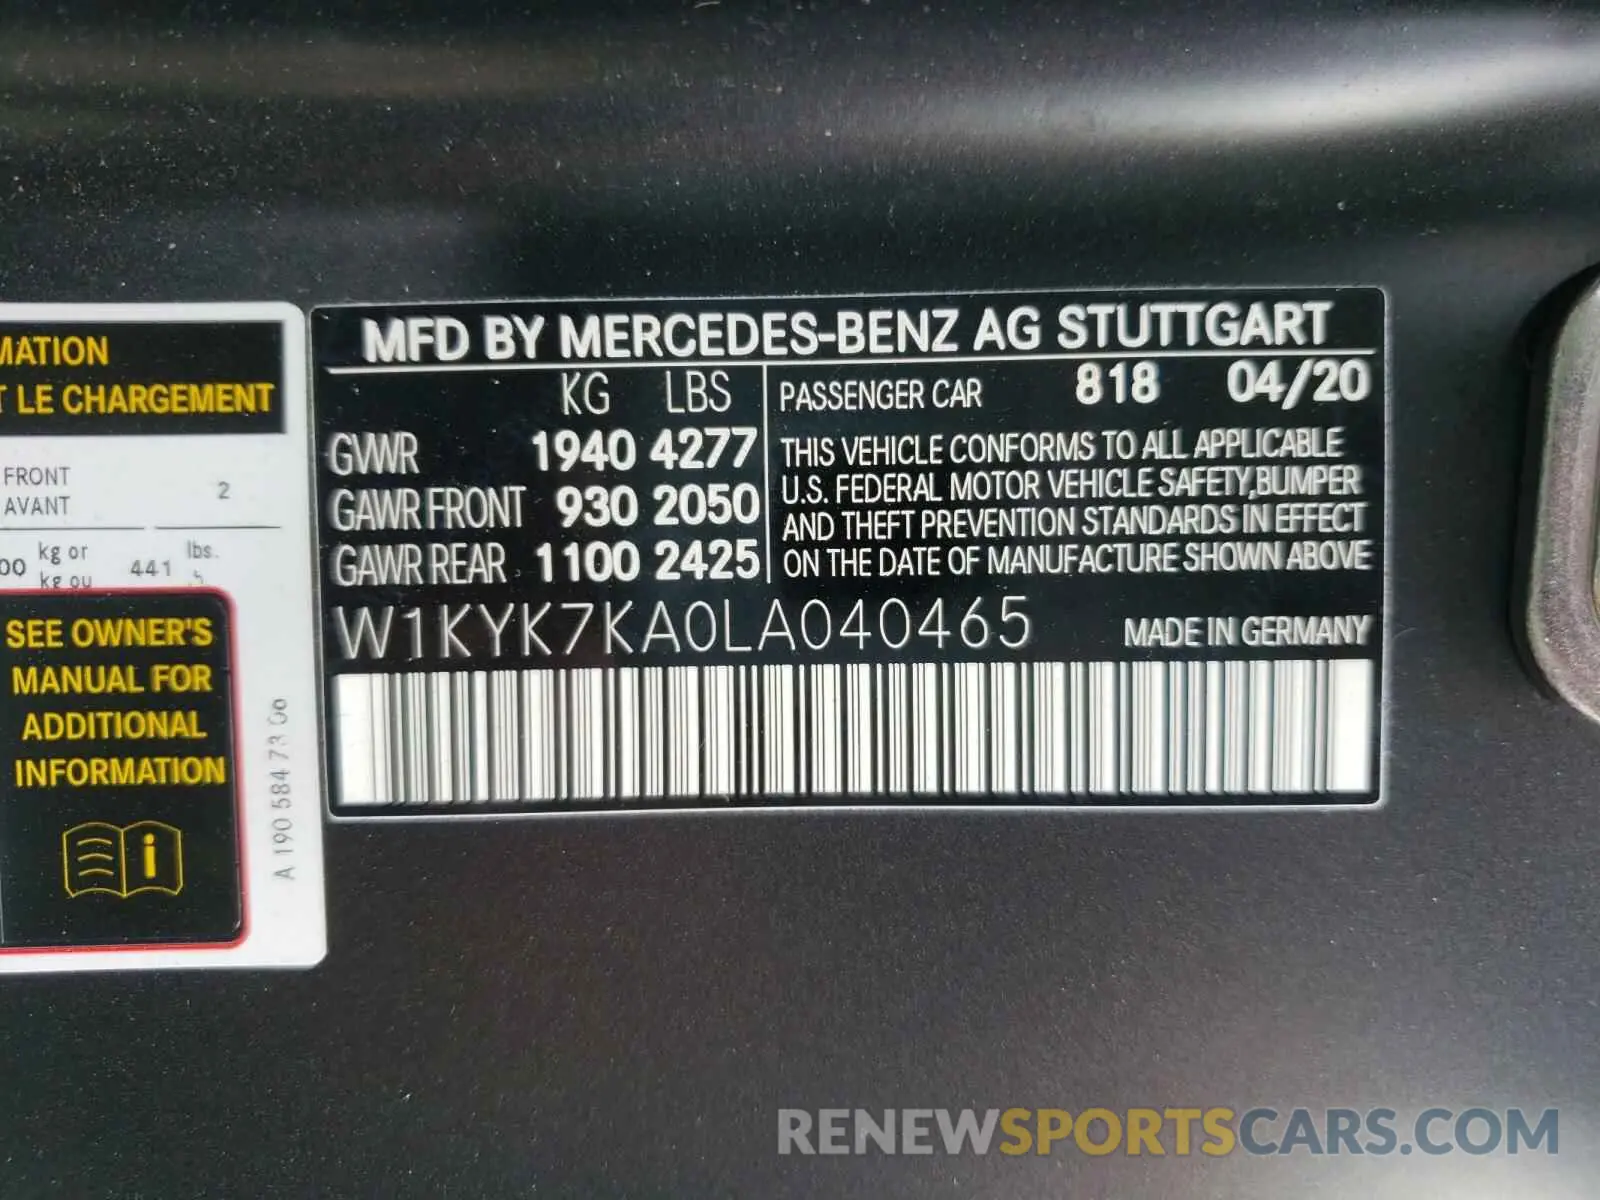 MATION
T LE CHARGEMENT
FRONT
AVANT 2
00 kg or 441 lbs.
kg ou
SEE OWNER'S
MANUAL FOR
ADDITIONAL
INFORMATION
i
A 190 584 73 06
MFD BY MERCEDES-BENZ AG STUTTGART
KG LBS
GVWR 1940 4277
GAWR FRONT 930 2050
GAWR REAR 1100 2425
PASSENGER CAR 818 04/20
THIS VEHICLE CONFORMS TO ALL APPLICABLE
U.S. FEDERAL MOTOR VEHICLE SAFETY,BUMPER
AND THEFT PREVENTION STANDARDS IN EFFECT
ON THE DATE OF MANUFACTURE SHOWN ABOVE
W1KYK7KA0LA040465
MADE IN GERMANY
RENEWSPORTSCARS.COM